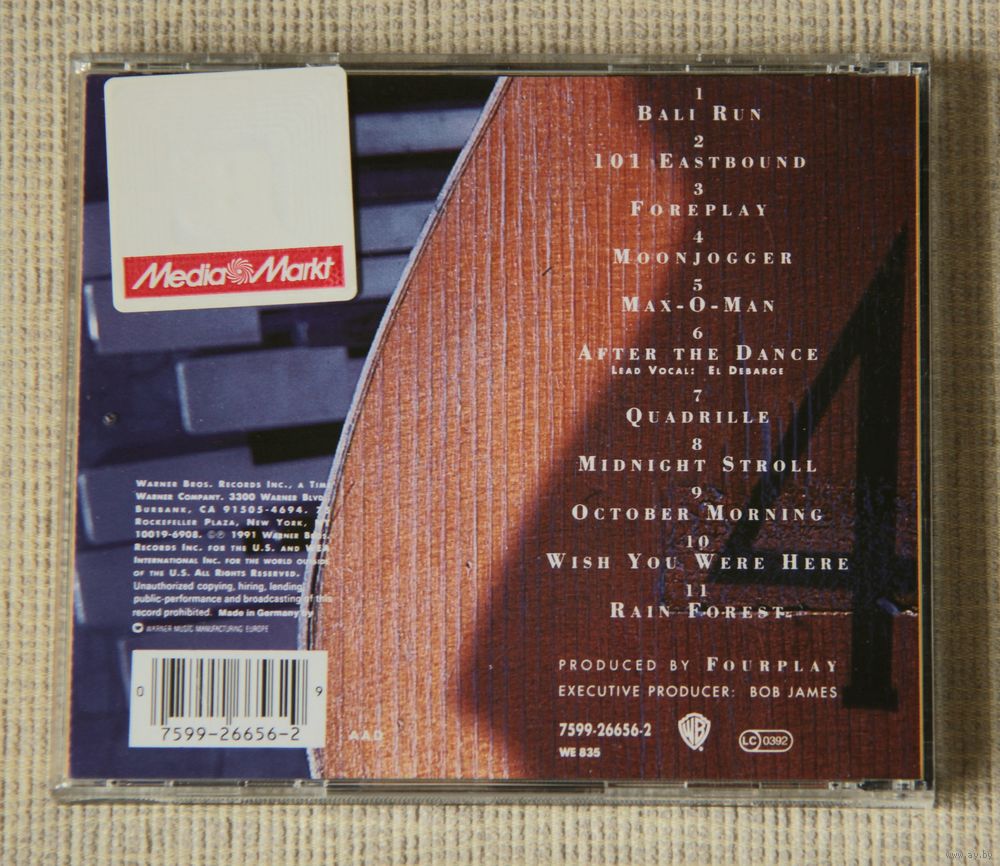 Media Markt
1
BALI RUN
2
101 EASTBOUND
3
FOREPLAY
4
MOONJOGGER
5
MAX-O-MAN
6
AFTER THE DANCE
LEAD VOCAL: EL DEBARGE
7
QUADRILLE
8
MIDNIGHT STROLL
9
OCTOBER MORNING
10
WISH YOU WERE HERE
11
RAIN FOREST
PRODUCED BY FOURPLAY
EXECUTIVE PRODUCER: BOB JAMES
7599-26656-2
WE 835
WB
LC 0392
WARNER BROS. RECORDS INC., A TIME
WARNER COMPANY. 3300 WARNER BLVD.
BURBANK, CA 91505-4694.
ROCKEFELLER PLAZA, NEW YORK,
10019-6908. ©℗ 1991 WARNER BROS.
RECORDS INC. FOR THE U.S. AND WEA
INTERNATIONAL INC. FOR THE WORLD OUTSIDE
OF THE U.S. ALL RIGHTS RESERVED.
Unauthorized copying, hiring, lending
public-performance and broadcasting of this
record prohibited. Made in Germany by
WARNER MUSIC MANUFACTURING EUROPE
0 7599-26656-2 9
AAD
www.ay.by